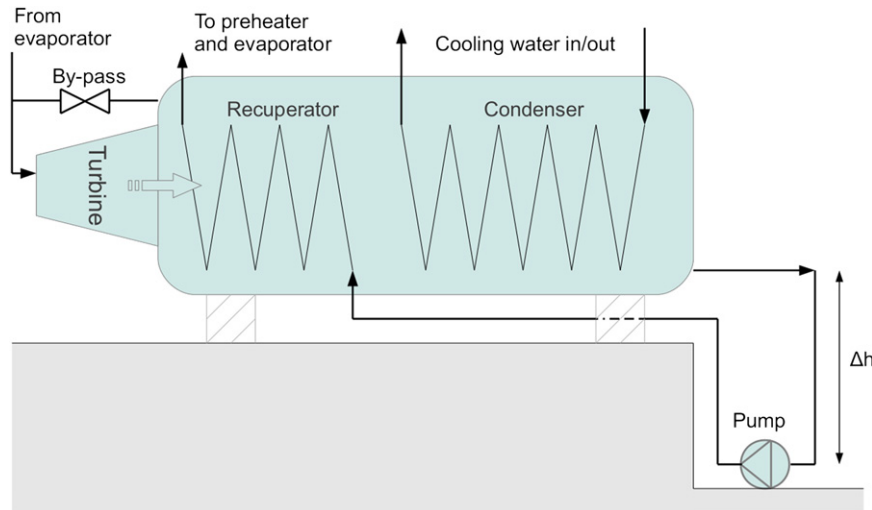 From
evaporator
To preheater
and evaporator
Cooling water in/out
By-pass
Recuperator
Condenser
Turbine
Δh
Pump